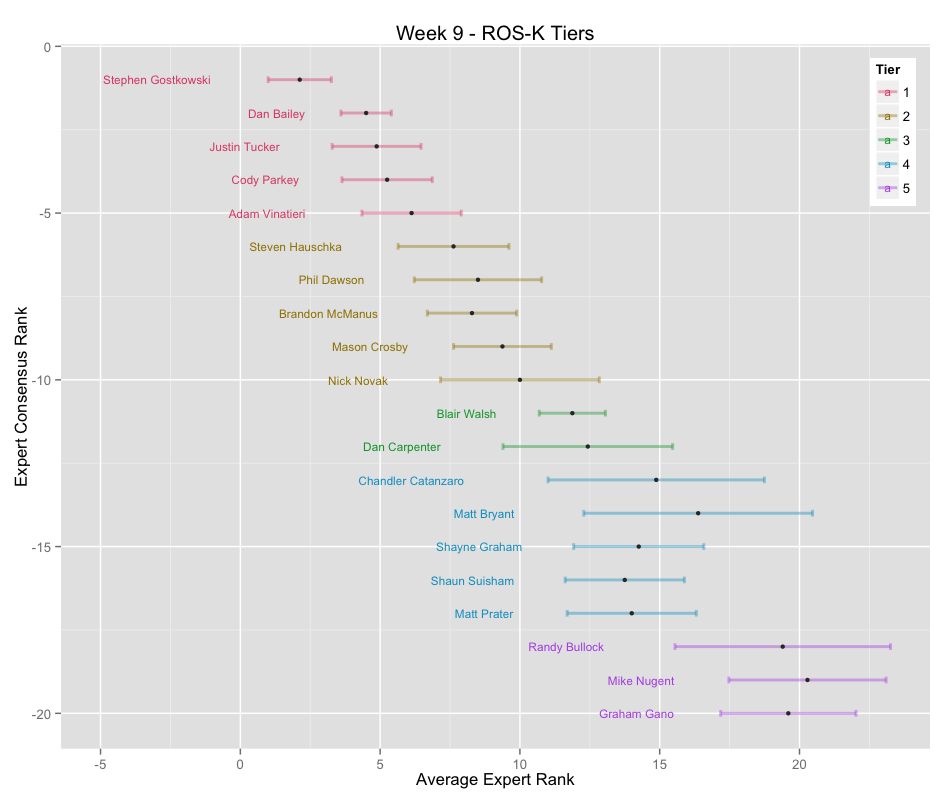 Week 9 - ROS-K Tiers
0
Stephen Gostkowski
Dan Bailey
Justin Tucker
Cody Parkey
-5
Adam Vinatieri
Steven Hauschka
Phil Dawson
Brandon McManus
Mason Crosby
-10
Nick Novak
Blair Walsh
Dan Carpenter
Chandler Catanzaro
Matt Bryant
-15
Shayne Graham
Shaun Suisham
Matt Prater
Randy Bullock
Mike Nugent
-20
Graham Gano
Tier
a 1
a 2
a 3
a 4
a 5
Expert Consensus Rank
-5 0 5 10 15 20
Average Expert Rank